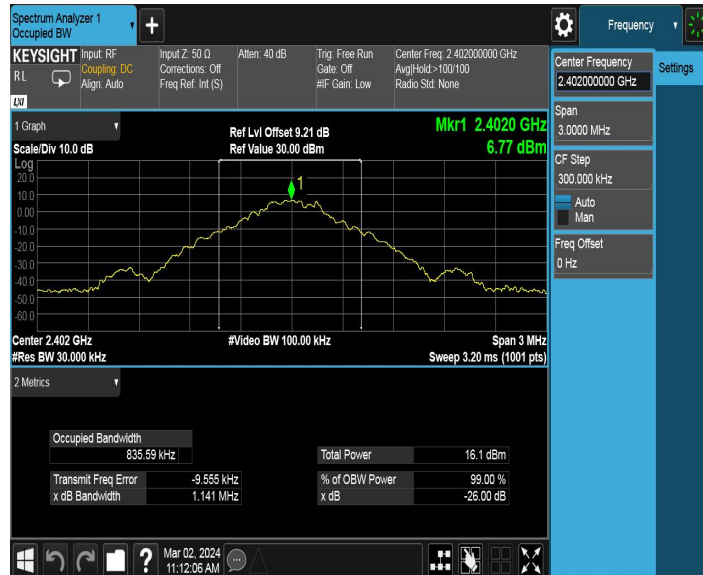 Spectrum Analyzer 1
Occupied BW
+
Frequency
KEYSIGHT
RL
LXI
Input: RF
Coupling: DC
Align: Auto
Input Z: 50 Ω
Corrections: Off
Freq Ref: Int (S)
Atten: 40 dB
Trig: Free Run
Gate: Off
#IF Gain: Low
Center Freq: 2.402000000 GHz
Avg|Hold:>100/100
Radio Std: None
Center Frequency
2.402000000 GHz
Settings
Span
3.0000 MHz
CF Step
300.000 kHz
Auto
Man
Freq Offset
0 Hz
1 Graph
Scale/Div 10.0 dB
Ref Lvl Offset 9.21 dB
Ref Value 30.00 dBm
Mkr1 2.4020 GHz
6.77 dBm
Log
20.0
10.0
0.00
-10.0
-20.0
-30.0
-40.0
-50.0
-60.0
1
Center 2.402 GHz
#Res BW 30.000 kHz
#Video BW 100.00 kHz
Span 3 MHz
Sweep 3.20 ms (1001 pts)
2 Metrics
Occupied Bandwidth
835.59 kHz
Total Power 16.1 dBm
Transmit Freq Error -9.555 kHz
% of OBW Power 99.00 %
x dB Bandwidth 1.141 MHz
x dB -26.00 dB
?
Mar 02, 2024
11:12:06 AM